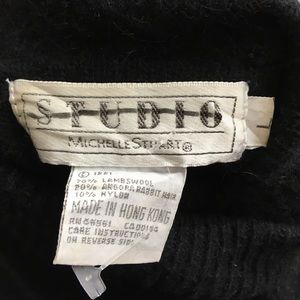 STUDIO
MICHELLE STUART ®
© 1991
70% LAMBSWOOL
20% ANGORA RABBIT HAIR
10% NYLON
MADE IN HONG KONG
CARE INSTRUCTIONS
ON REVERSE SIDE
L